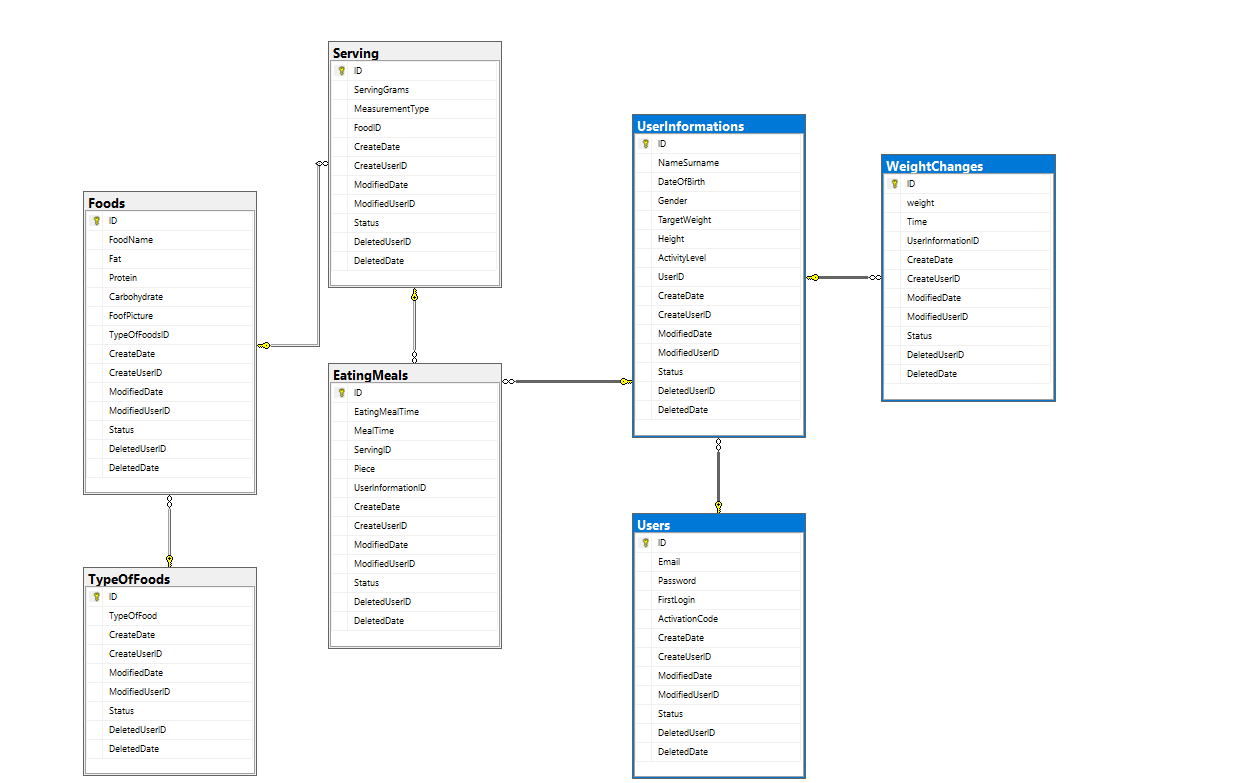 Serving
ID
ServingGrams
MeasurementType
FoodID
CreateDate
CreateUserID
ModifiedDate
ModifiedUserID
Status
DeletedUserID
DeletedDate
UserInformations
ID
NameSurname
DateOfBirth
Gender
TargetWeight
Height
ActivityLevel
UserID
CreateDate
CreateUserID
ModifiedDate
ModifiedUserID
Status
DeletedUserID
DeletedDate
WeightChanges
ID
weight
Time
UserInformationID
CreateDate
CreateUserID
ModifiedDate
ModifiedUserID
Status
DeletedUserID
DeletedDate
Foods
ID
FoodName
Fat
Protein
Carbohydrate
FoofPicture
TypeOfFoodsID
CreateDate
CreateUserID
ModifiedDate
ModifiedUserID
Status
DeletedUserID
DeletedDate
EatingMeals
ID
EatingMealTime
MealTime
ServingID
Piece
UserInformationID
CreateDate
CreateUserID
ModifiedDate
ModifiedUserID
Status
DeletedUserID
DeletedDate
Users
ID
Email
Password
FirstLogin
ActivationCode
CreateDate
CreateUserID
ModifiedDate
ModifiedUserID
Status
DeletedUserID
DeletedDate
TypeOfFoods
ID
TypeOfFood
CreateDate
CreateUserID
ModifiedDate
ModifiedUserID
Status
DeletedUserID
DeletedDate